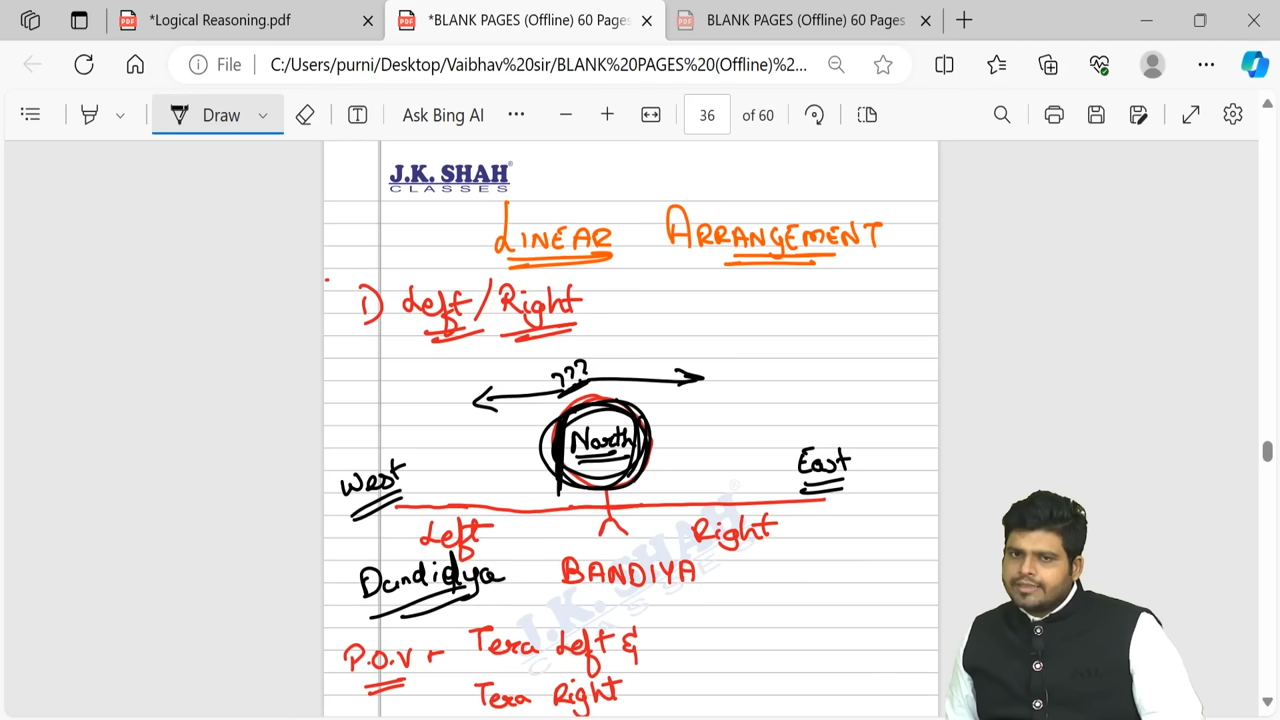 *Logical Reasoning.pdf
*BLANK PAGES (Offline) 60 Pages
BLANK PAGES (Offline) 60 Pages
File C:/Users/purni/Desktop/Vaibhav%20sir/BLANK%20PAGES%20(Offline)%2...
Draw Ask Bing AI 36 of 60
J.K. SHAH®
CLASSES
LINEAR ARRANGEMENT
1) Left/Right
???
North
West East
Left Right
Dandidya BANDIYA
J.K. SHAH®
CLASSES
P.O.V - Tera Left &
Tera Right